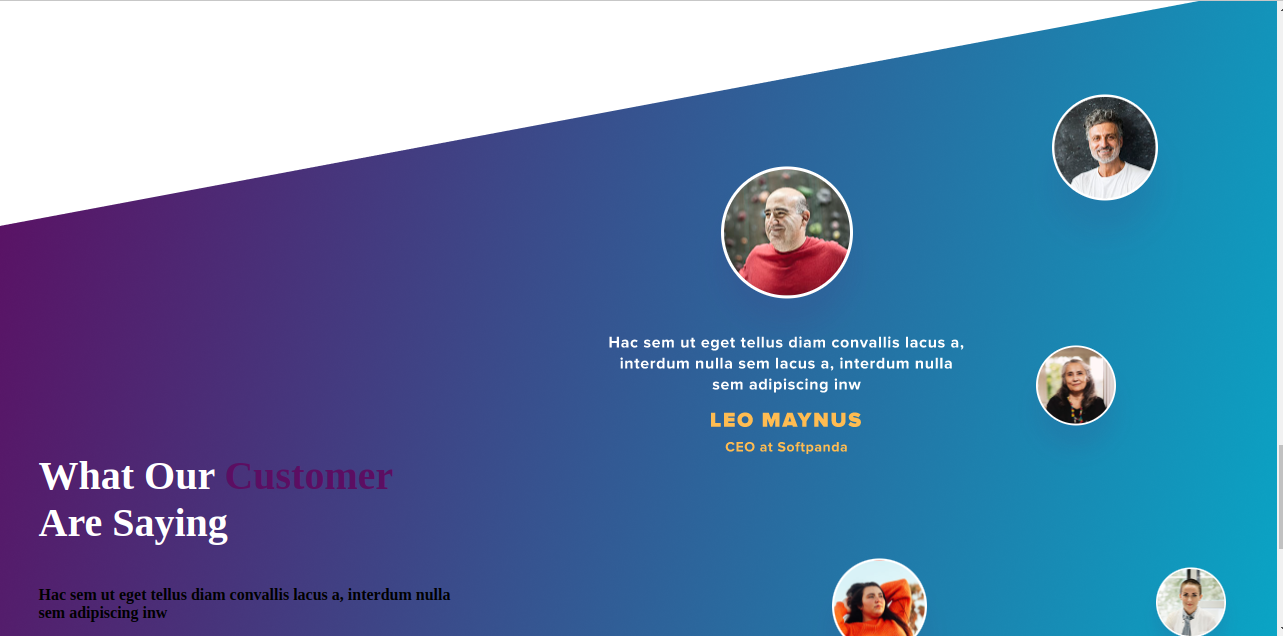 Hac sem ut eget tellus diam convallis lacus a,
interdum nulla sem lacus a, interdum nulla
sem adipiscing inw
LEO MAYNUS
CEO at Softpanda
What Our Customer
Are Saying
Hac sem ut eget tellus diam convallis lacus a, interdum nulla
sem adipiscing inw